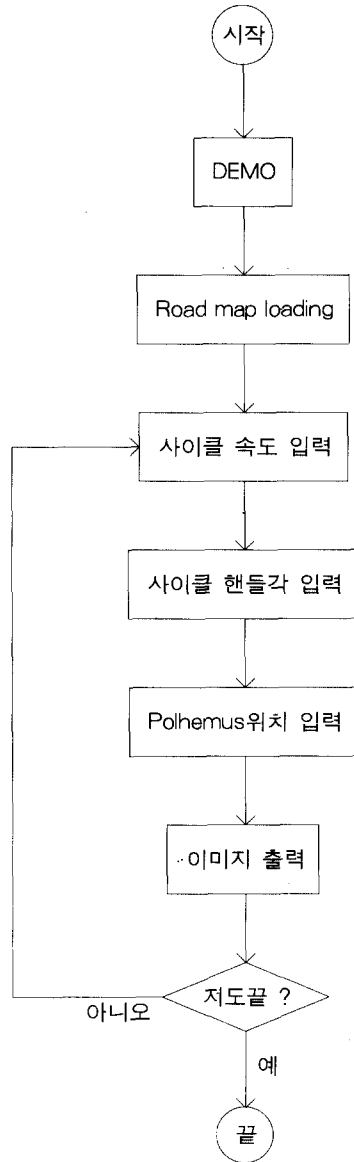 시작
DEMO
Road map loading
사이클 속도 입력
사이클 핸들각 입력
Polhemus위치 입력
이미지 출력
저도끝 ?
아니오
예
끝